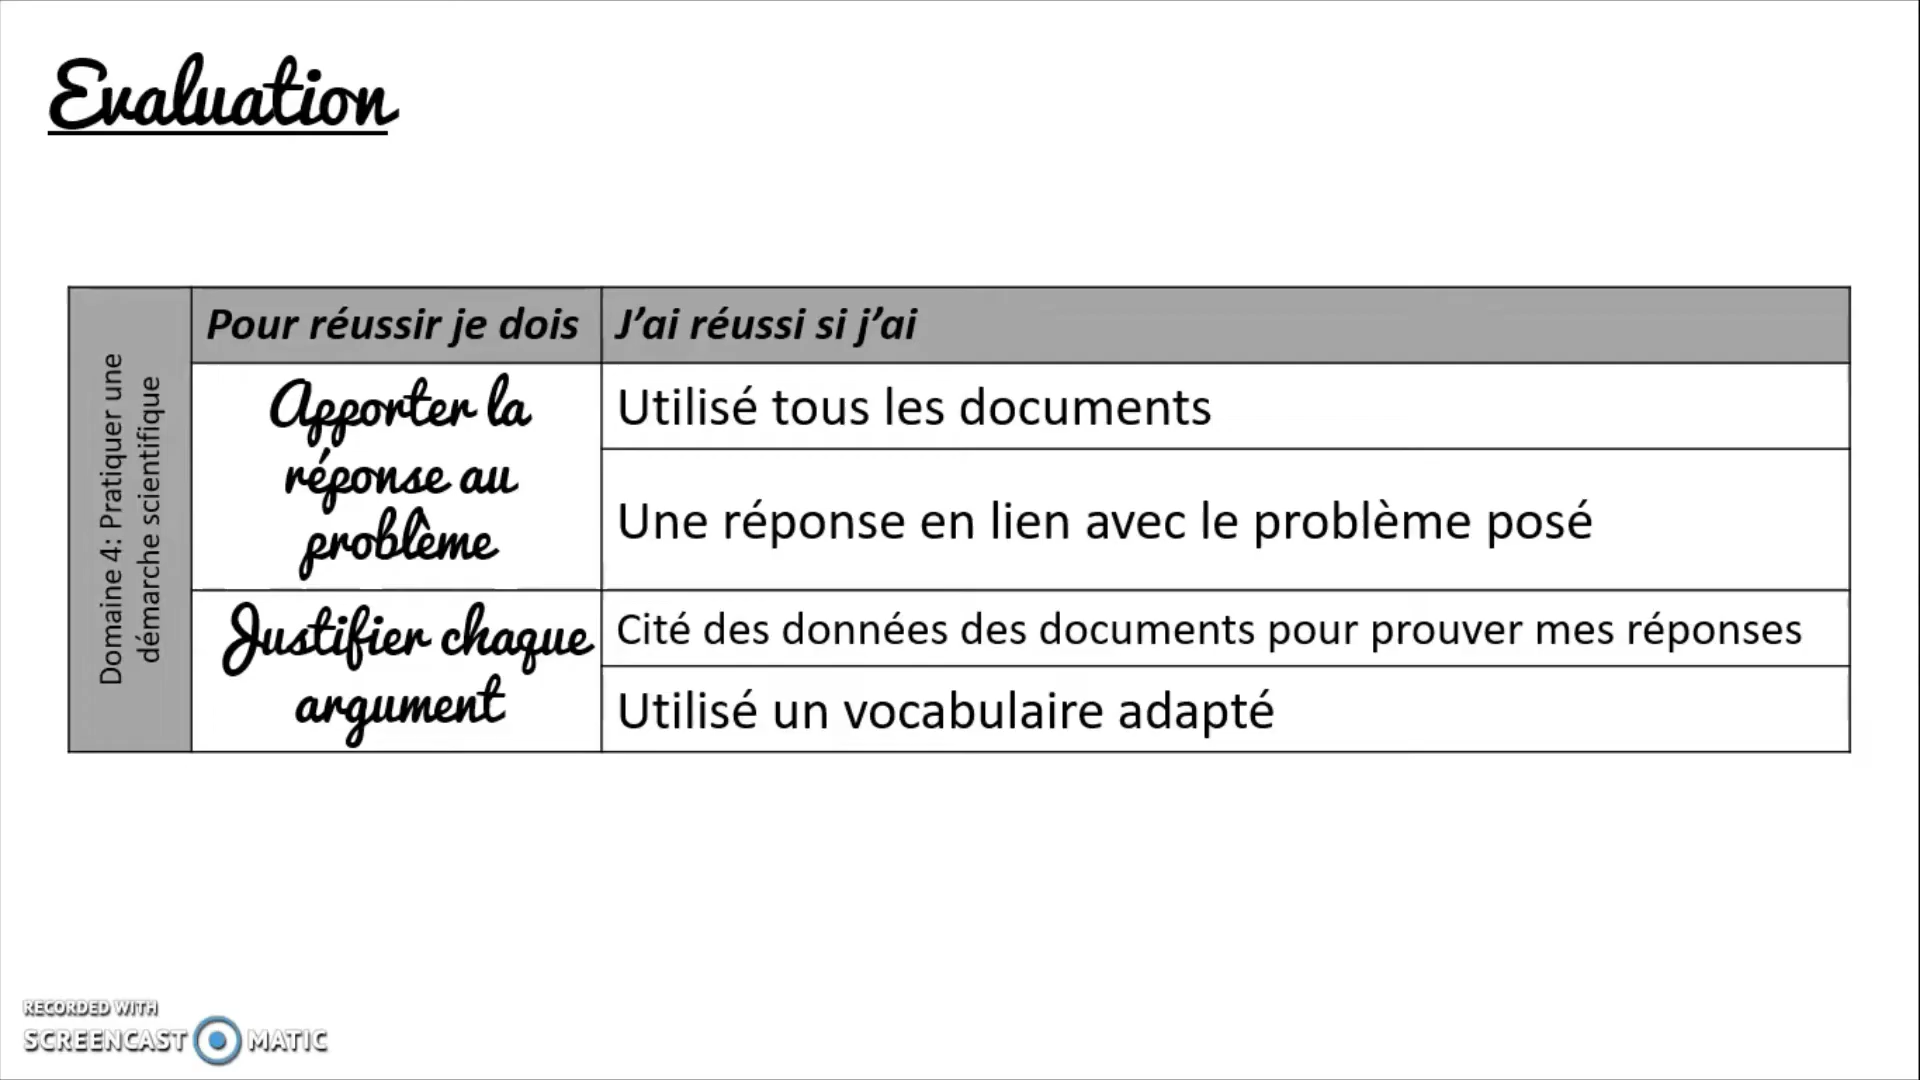 Evaluation
Domaine 4: Pratiquer une
démarche scientifique
Pour réussir je dois
J’ai réussi si j’ai
Apporter la
réponse au
problème
Utilisé tous les documents
Une réponse en lien avec le problème posé
Justifier chaque
argument
Cité des données des documents pour prouver mes réponses
Utilisé un vocabulaire adapté
RECORDED WITH
SCREENCAST MATIC